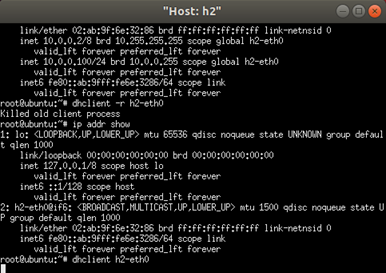 "Host: h2"
link/ether 02:ab:9f:6e:32:86 brd ff:ff:ff:ff:ff:ff link-netnsid 0
inet 10.0.0.2/8 brd 10.255.255.255 scope global h2-eth0
valid_lft forever preferred_lft forever
inet 10.0.0.100/24 brd 10.0.0.255 scope global h2-eth0
valid_lft forever preferred_lft forever
inet6 fe80::ab:9fff:fe6e:3286/64 scope link
valid_lft forever preferred_lft forever
root@ubuntu:~# dhclient -r h2-eth0
Killed old client process
root@ubuntu:~# ip addr show
1: lo: <LOOPBACK,UP,LOWER_UP> mtu 65536 qdisc noqueue state UNKNOWN group defaul
t qlen 1000
link/loopback 00:00:00:00:00:00 brd 00:00:00:00:00:00
inet 127.0.0.1/8 scope host lo
valid_lft forever preferred_lft forever
inet6 ::1/128 scope host
valid_lft forever preferred_lft forever
2: h2-eth0@if6: <BROADCAST,MULTICAST,UP,LOWER_UP> mtu 1500 qdisc noqueue state U
P group default qlen 1000
link/ether 02:ab:9f:6e:32:86 brd ff:ff:ff:ff:ff:ff link-netnsid 0
inet6 fe80::ab:9fff:fe6e:3286/64 scope link
valid_lft forever preferred_lft forever
root@ubuntu:~# dhclient h2-eth0